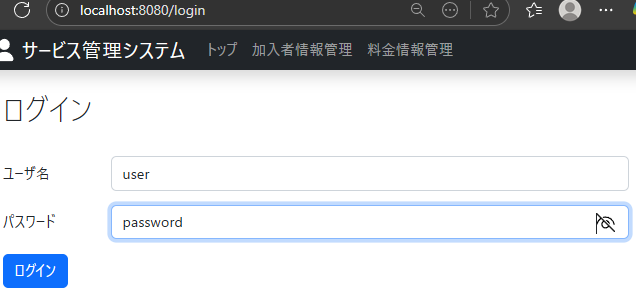 localhost:8080/login
サービス管理システム トップ 加入者情報管理 料金情報管理
ログイン
ユーザ名 user
パスワード password
ログイン